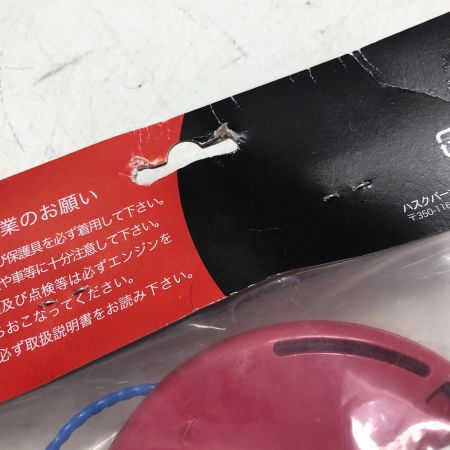 業のお願い
び保護具を必ず着用して下さい。
や車等に十分注意して下さい。
及び点検等は必ずエンジンを
らおこなってください。
必ず取扱説明書をお読み下さい。
ハスクバー
〒350-116